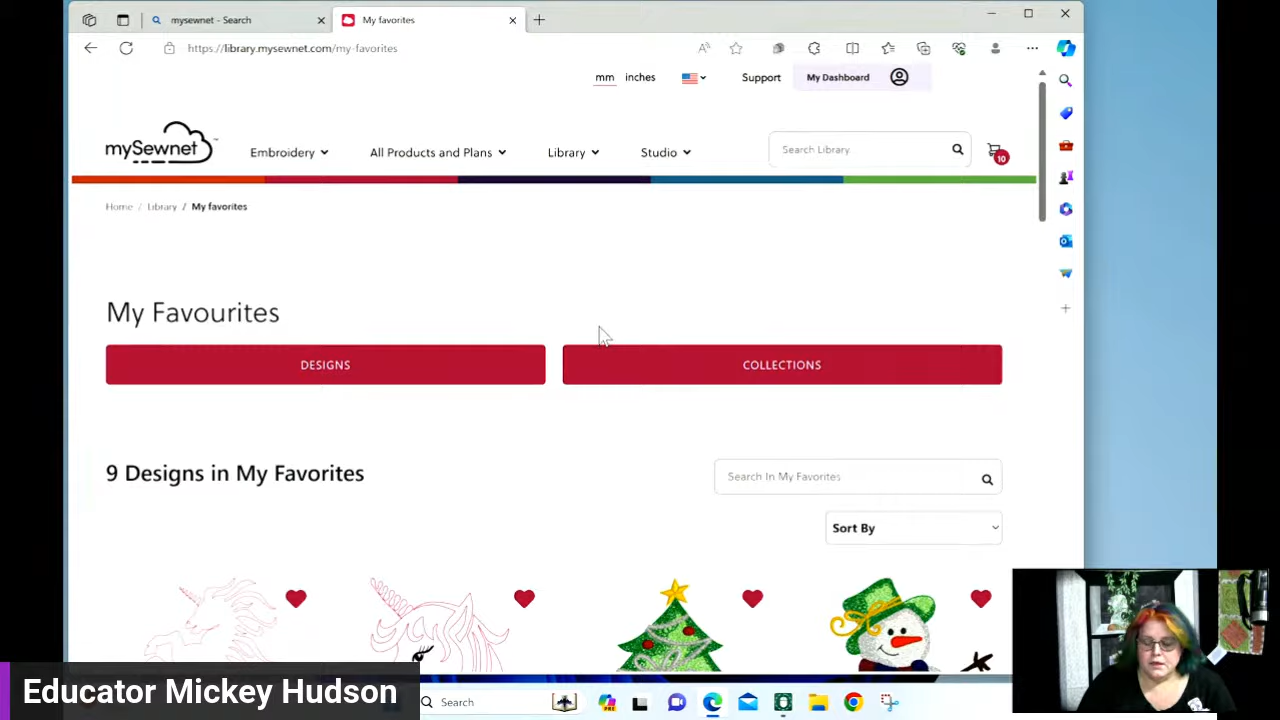 mysewnet - Search
My favorites
https://library.mysewnet.com/my-favorites
mm inches Support My Dashboard
mySewnet™ Embroidery All Products and Plans Library Studio Search Library 10
Home / Library / My favorites
My Favourites
DESIGNS COLLECTIONS
9 Designs in My Favorites
Search In My Favorites
Sort By
Educator Mickey Hudson
Search
PRE